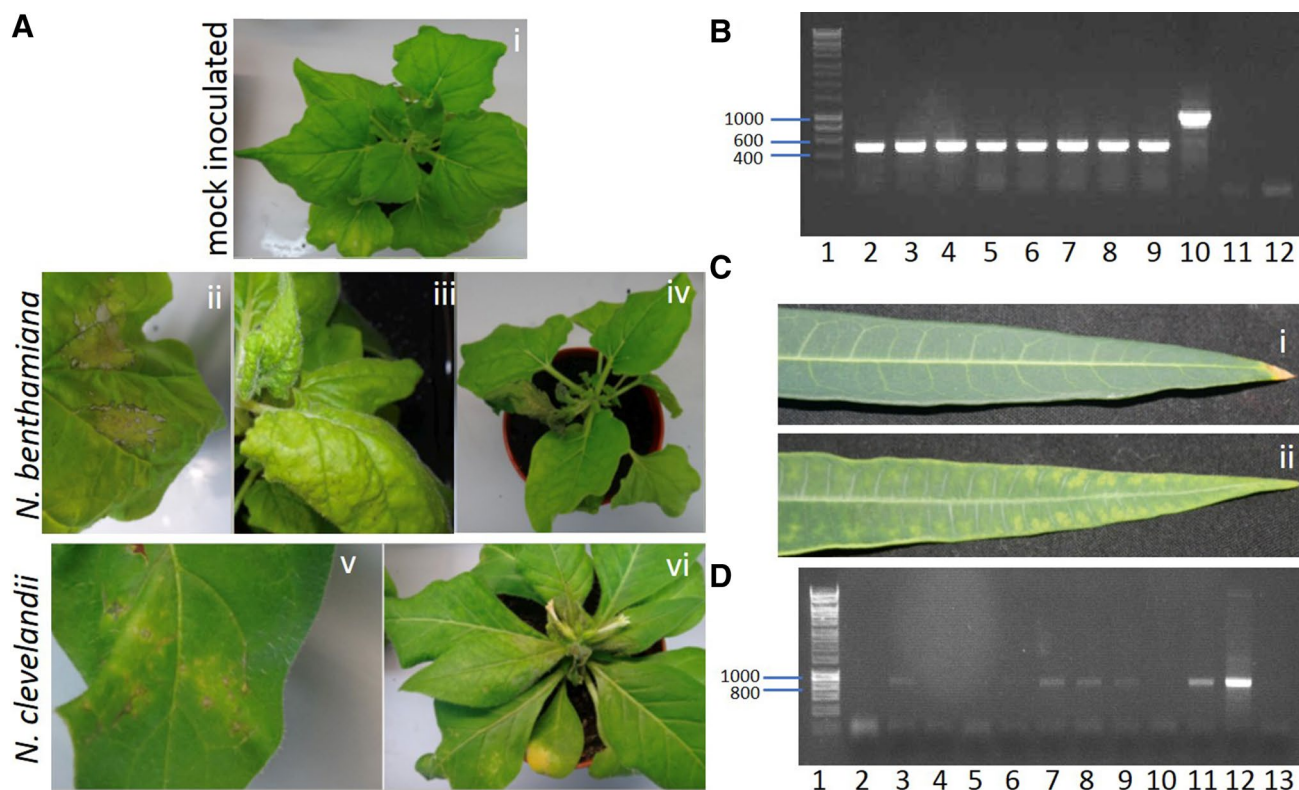 A
mock inoculated
i
N. benthamiana
ii
iii
iv
N. clevelandii
v
vi
B
1000
600
400
1 2 3 4 5 6 7 8 9 10 11 12
C
i
ii
D
1000
800
1 2 3 4 5 6 7 8 9 10 11 12 13